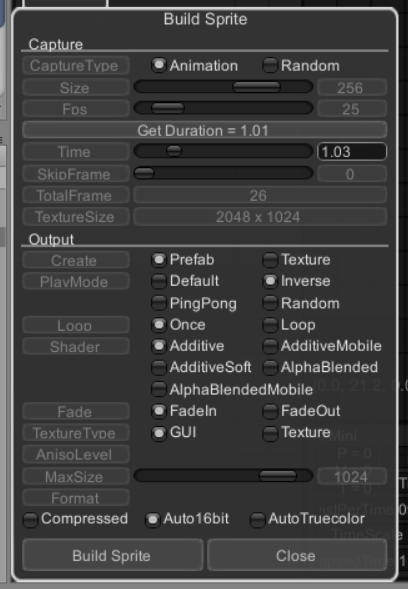 Build Sprite
Capture
CaptureType Animation Random
Size 256
Fps 25
Get Duration = 1.01
Time 1.03
SkipFrame 0
TotalFrame 26
TextureSize 2048 x 1024
Output
Create Prefab Texture
PlayMode Default Inverse
PingPong Random
Loop Once Loop
Shader Additive AdditiveMobile
AdditiveSoft AlphaBlended
AlphaBlendedMobile
Fade FadeIn FadeOut
TextureType GUI Texture
AnisoLevel
MaxSize 1024
Format
Compressed Auto16bit AutoTruecolor
Build Sprite Close